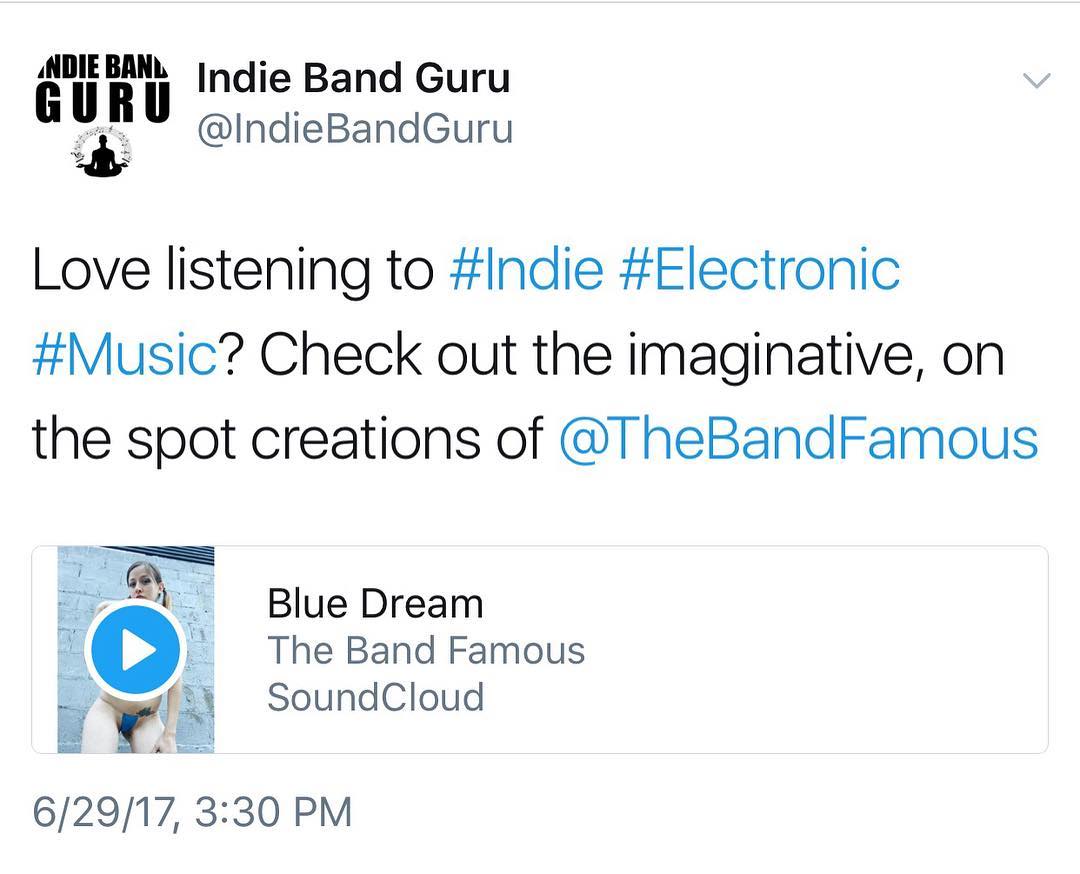 INDIE BAND
GURU
Indie Band Guru
@IndieBandGuru
Love listening to #Indie #Electronic
#Music? Check out the imaginative, on
the spot creations of @TheBandFamous
Blue Dream
The Band Famous
SoundCloud
6/29/17, 3:30 PM